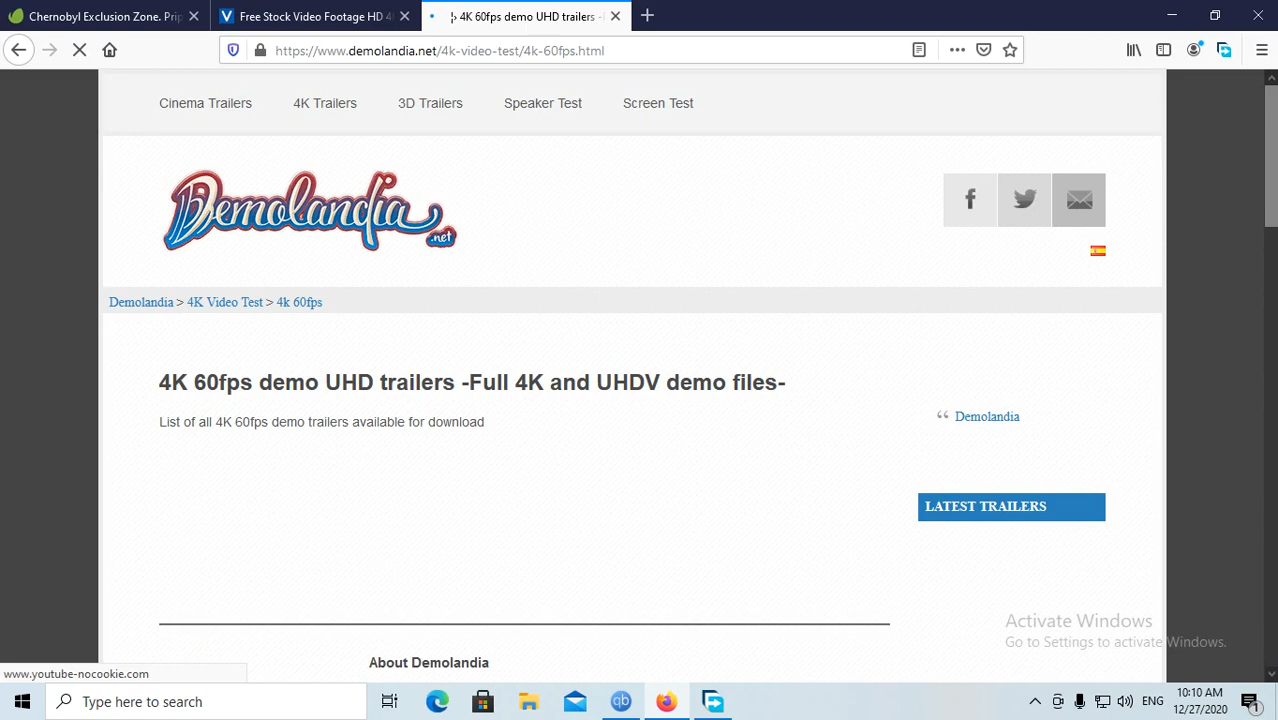 Chernobyl Exclusion Zone. Prip
Free Stock Video Footage HD 4K
4K 60fps demo UHD trailers -F
https://www.demolandia.net/4k-video-test/4k-60fps.html
Cinema Trailers 4K Trailers 3D Trailers Speaker Test Screen Test
Demolandia .net
Demolandia > 4K Video Test > 4k 60fps
4K 60fps demo UHD trailers -Full 4K and UHDV demo files-
List of all 4K 60fps demo trailers available for download
“ Demolandia
LATEST TRAILERS
About Demolandia
Activate Windows
Go to Settings to activate Windows.
www.youtube-nocookie.com
Type here to search
ENG
10:10 AM
12/27/2020
1